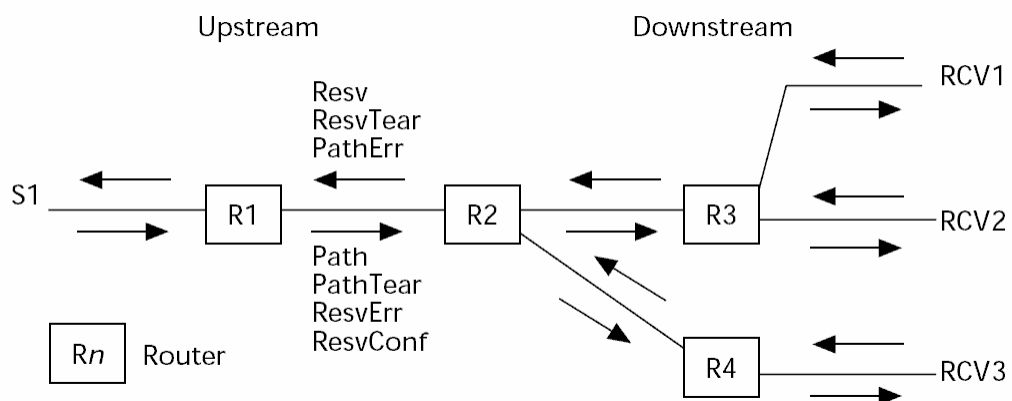 Upstream
Downstream
RCV1
Resv
ResvTear
PathErr
S1
R1
R2
R3
RCV2
Path
PathTear
ResvErr
ResvConf
Rn
Router
R4
RCV3